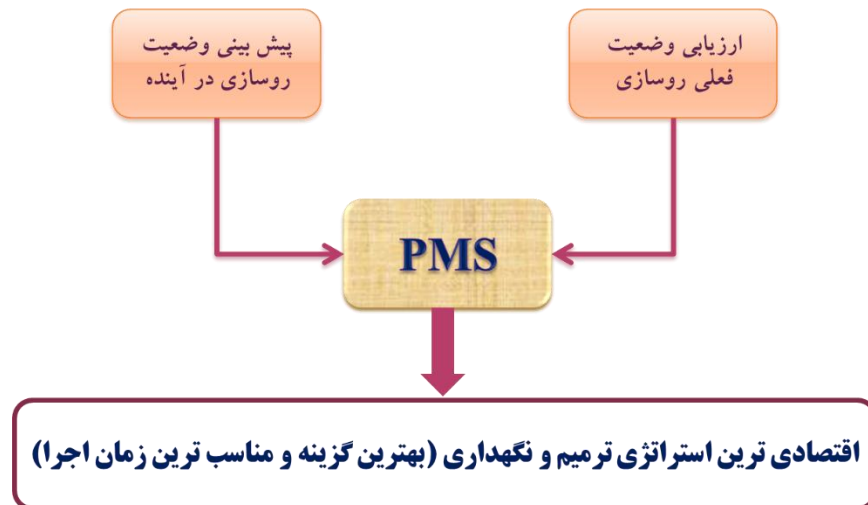 ارزیابی وضعیت
فعلی روسازی
پیش بینی وضعیت
روسازی در آینده
PMS
اقتصادی ترین استراتژی ترمیم و نگهداری (بهترین گزینه و مناسب ترین زمان اجرا)